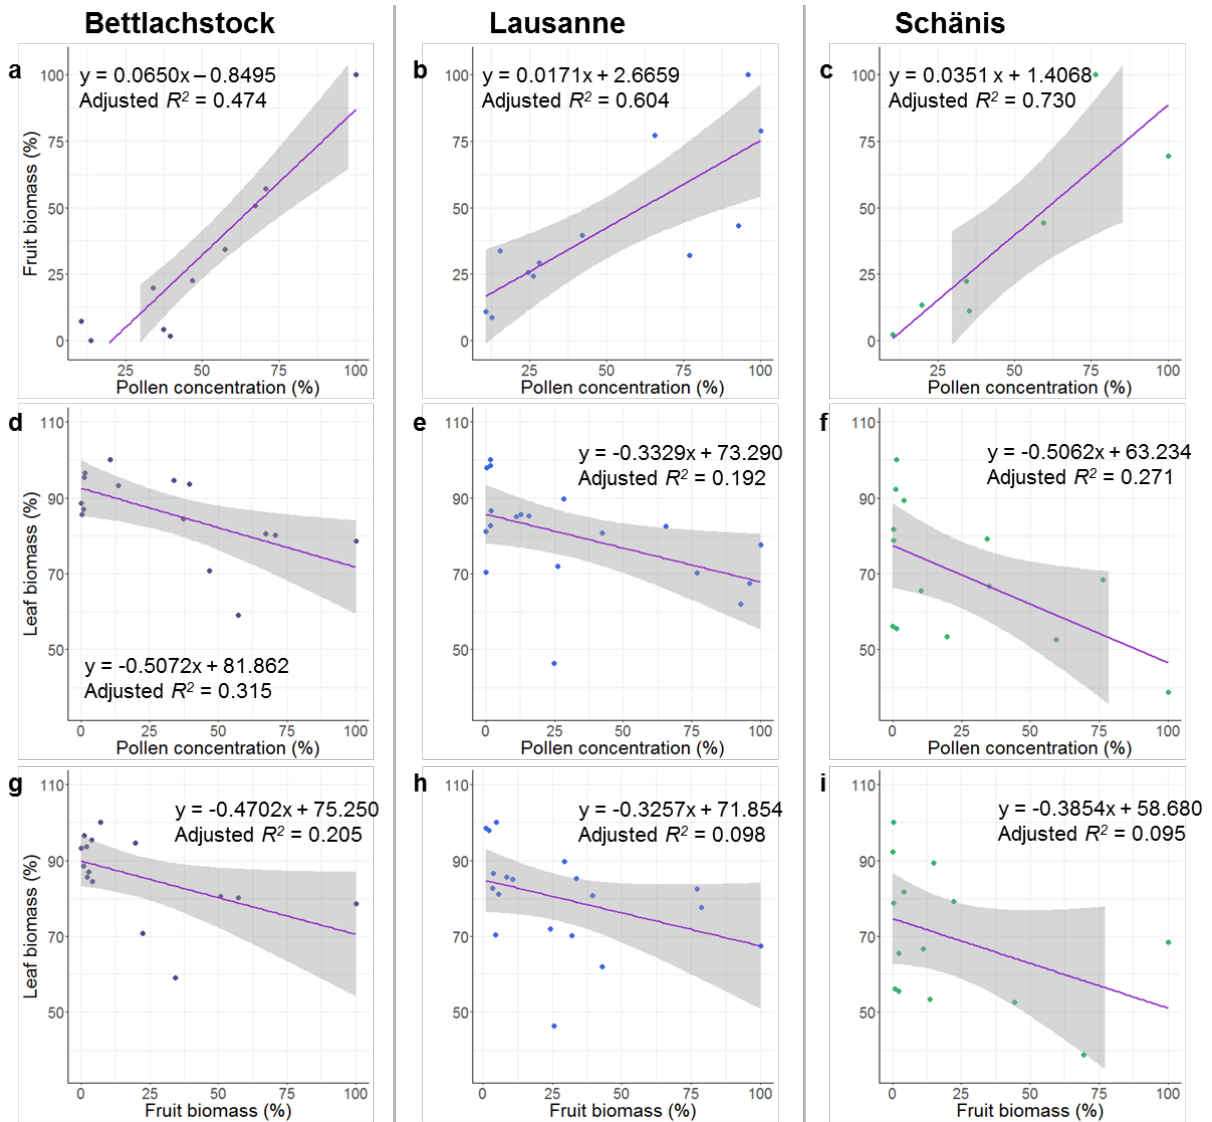 Bettlachstock
Lausanne
Schänis
a
y = 0.0650x – 0.8495
Adjusted R² = 0.474
Fruit biomass (%)
100
75
50
25
0
25
50
75
100
Pollen concentration (%)
b
y = 0.0171x + 2.6659
Adjusted R² = 0.604
100
75
50
25
0
25
50
75
100
Pollen concentration (%)
c
y = 0.0351 x + 1.4068
Adjusted R² = 0.730
100
75
50
25
0
25
50
75
100
Pollen concentration (%)
d
Leaf biomass (%)
110
90
70
50
y = -0.5072x + 81.862
Adjusted R² = 0.315
0
25
50
75
100
Pollen concentration (%)
e
y = -0.3329x + 73.290
Adjusted R² = 0.192
110
90
70
50
0
25
50
75
100
Pollen concentration (%)
f
y = -0.5062x + 63.234
Adjusted R² = 0.271
110
90
70
50
0
25
50
75
100
Pollen concentration (%)
g
y = -0.4702x + 75.250
Adjusted R² = 0.205
Leaf biomass (%)
110
90
70
50
0
25
50
75
100
Fruit biomass (%)
h
y = -0.3257x + 71.854
Adjusted R² = 0.098
110
90
70
50
0
25
50
75
100
Fruit biomass (%)
i
y = -0.3854x + 58.680
Adjusted R² = 0.095
110
90
70
50
0
25
50
75
100
Fruit biomass (%)